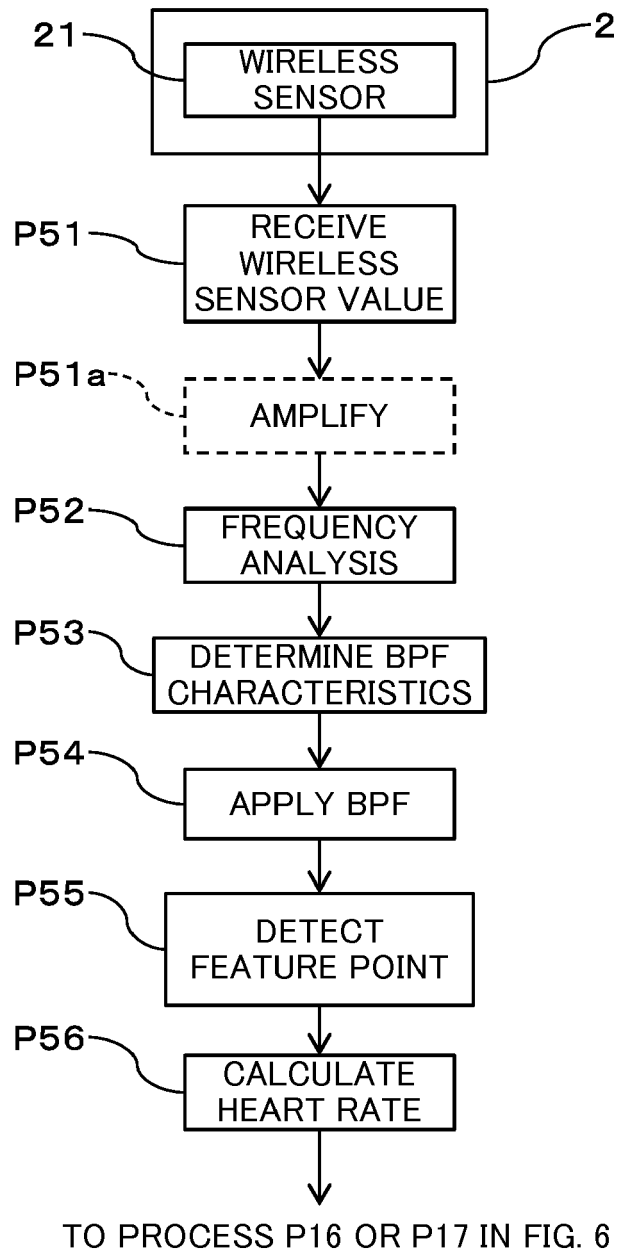 21
2
WIRELESS
SENSOR
P51
RECEIVE
WIRELESS
SENSOR VALUE
P51a
AMPLIFY
P52
FREQUENCY
ANALYSIS
P53
DETERMINE BPF
CHARACTERISTICS
P54
APPLY BPF
P55
DETECT
FEATURE POINT
P56
CALCULATE
HEART RATE
TO PROCESS P16 OR P17 IN FIG. 6